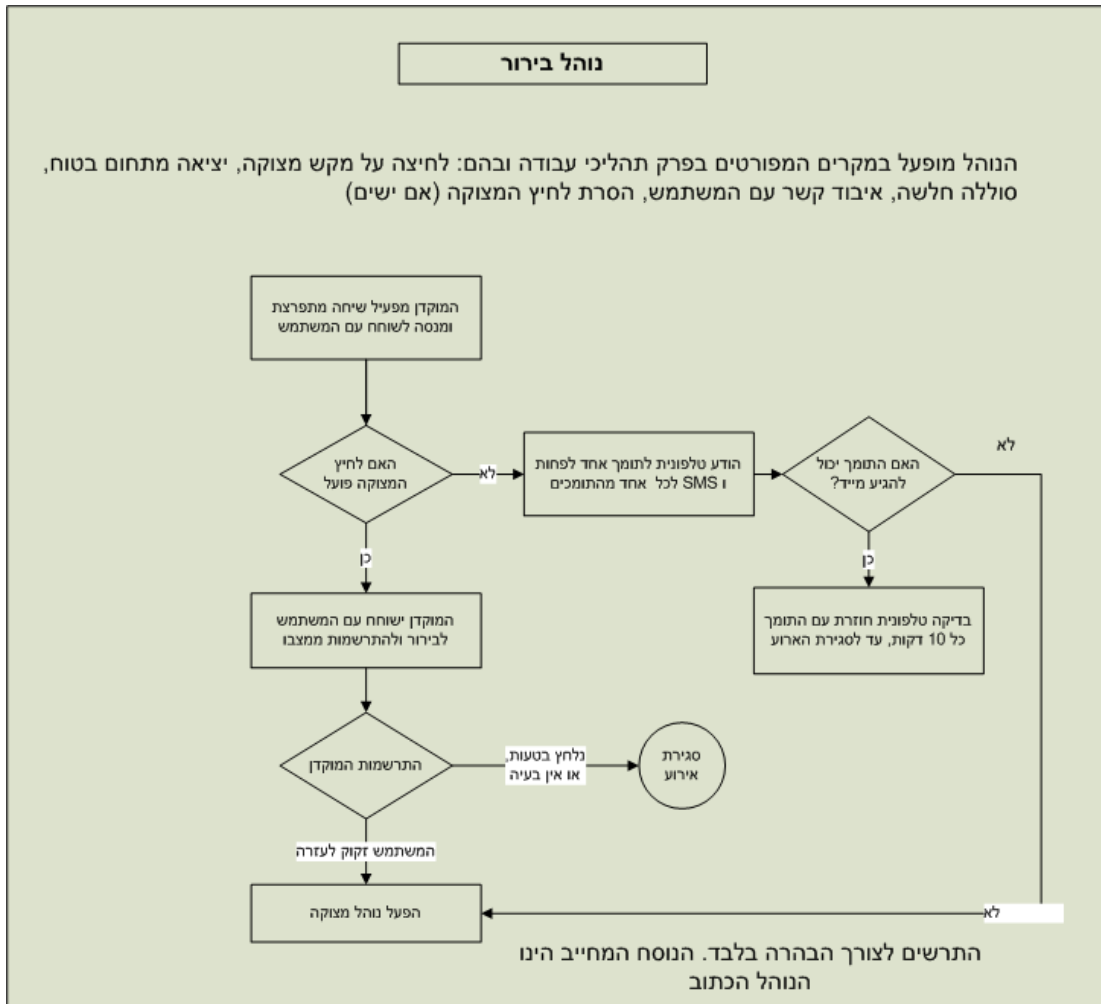 נוהל בירור
הנוהל מופעל במקרים המפורטים בפרק תהליכי עבודה ובהם: לחיצה על מקש מצוקה, יציאה מתחום בטוח,
סוללה חלשה, איבוד קשר עם המשתמש, הסרת לחיץ המצוקה (אם ישים)
המוקדן מפעיל שיחה מתפרצת
ומנסה לשוחח עם המשתמש
האם לחיץ
המצוקה פועל
לא
הודע טלפונית לתומך אחד לפחות
ו SMS לכל אחד מהתומכים
האם התומך יכול
להגיע מייד?
לא
כן
כן
המוקדן ישוחח עם המשתמש
לבירור ולהתרשמות ממצבו
בדיקה טלפונית חוזרת עם התומך
כל 10 דקות, עד לסגירת הארוע
התרשמות המוקדן
נלחץ בטעות,
או אין בעיה
סגירת
אירוע
המשתמש זקוק לעזרה
הפעל נוהל מצוקה
לא
התרשים לצורך הבהרה בלבד. הנוסח המחייב הינו
הנוהל הכתוב